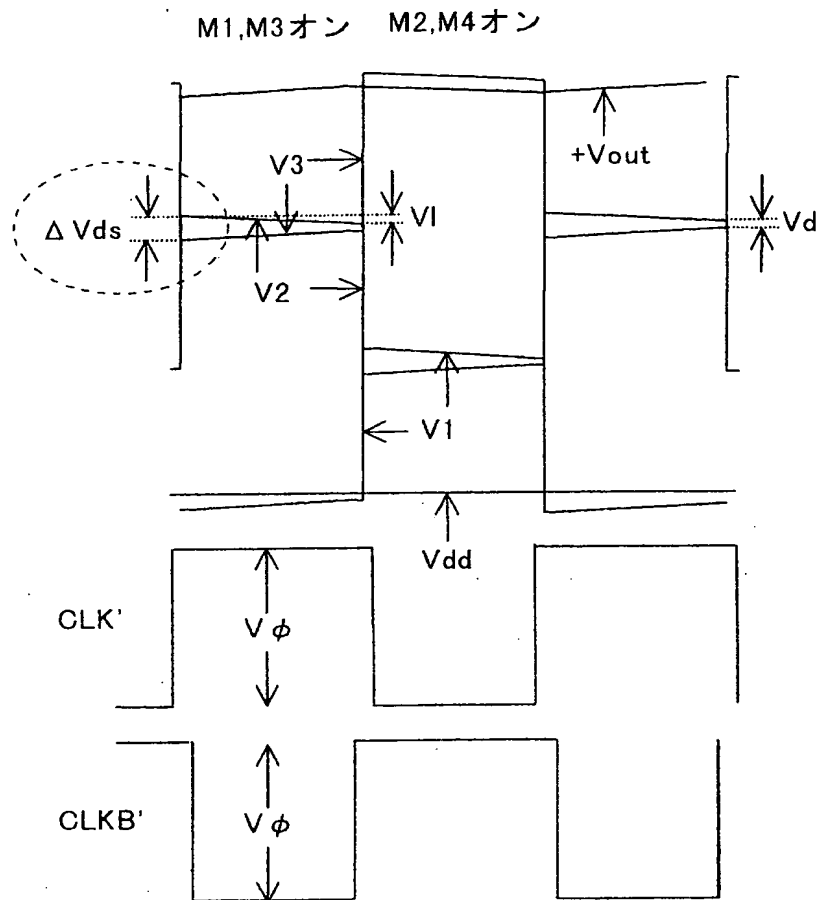 M1,M3オン M2,M4オン
+Vout
V3
Vl
Vd
ΔVds
V2
V1
Vdd
CLK'
Vφ
CLKB'
Vφ